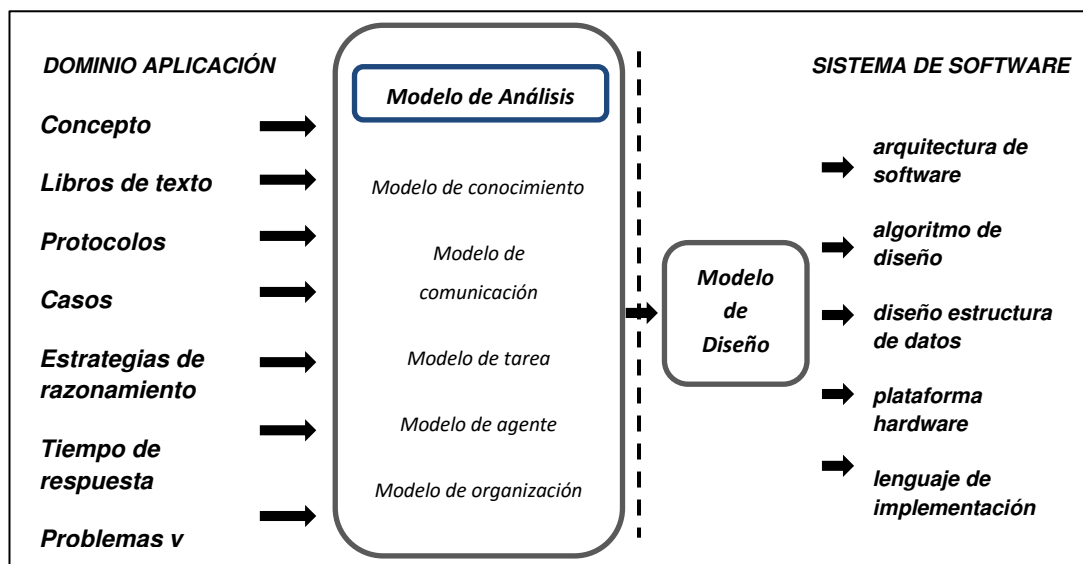 DOMINIO APLICACIÓN
Concepto
Libros de texto
Protocolos
Casos
Estrategias de
razonamiento
Tiempo de
respuesta
Problemas v
Modelo de Análisis
Modelo de conocimiento
Modelo de
comunicación
Modelo de tarea
Modelo de agente
Modelo de organización
Modelo
de
Diseño
SISTEMA DE SOFTWARE
arquitectura de
software
algoritmo de
diseño
diseño estructura
de datos
plataforma
hardware
lenguaje de
implementación